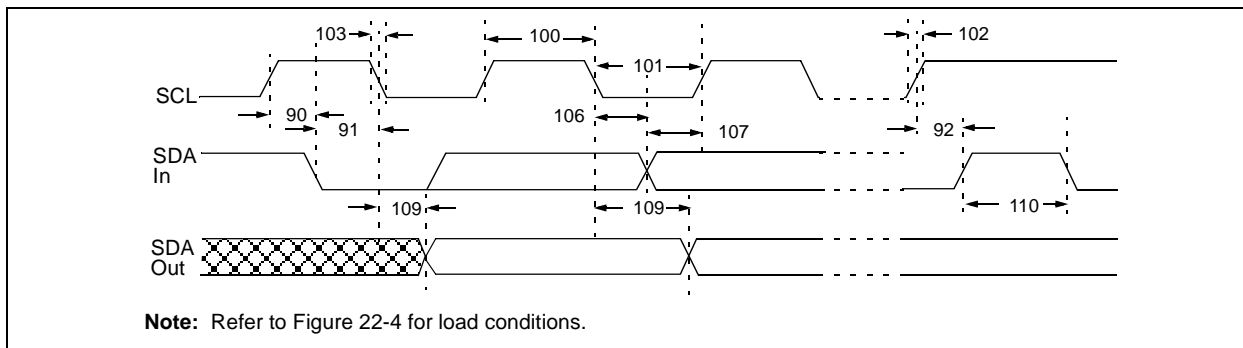 103
100
102
101
SCL
90
91
106
107
92
SDA
In
109
109
110
SDA
Out
Note: Refer to Figure 22-4 for load conditions.